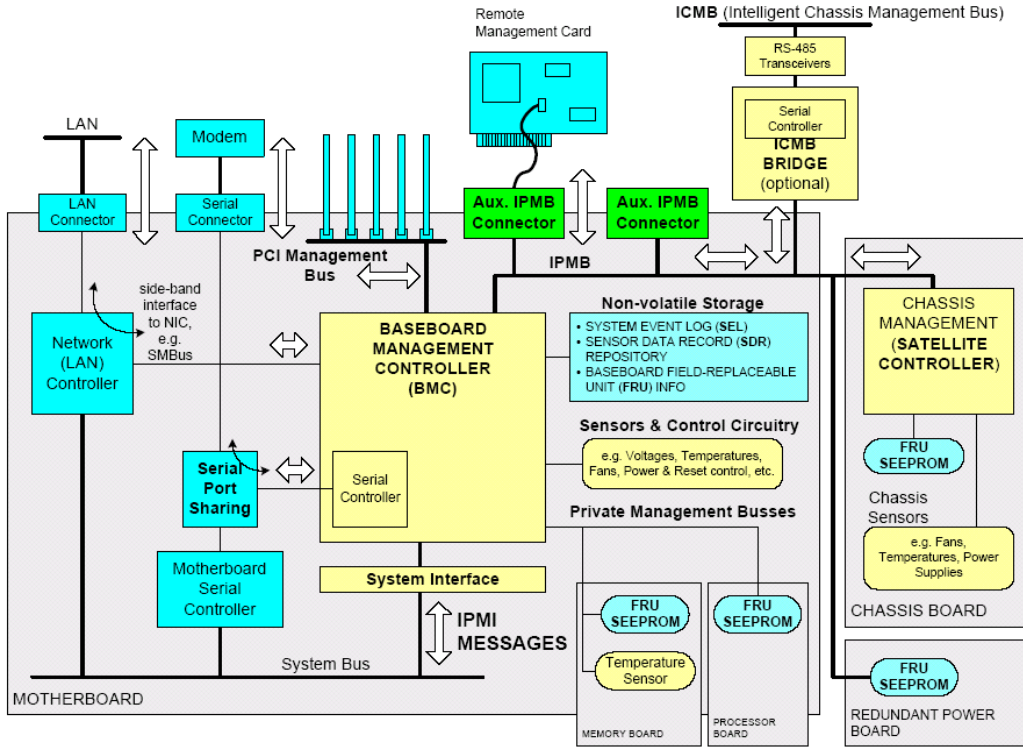 Remote
Management Card
ICMB (Intelligent Chassis Management Bus)
RS-485
Transceivers
Serial
Controller
ICMB
BRIDGE
(optional)
LAN
Modem
LAN
Connector
Serial
Connector
Aux. IPMB
Connector
Aux. IPMB
Connector
PCI Management
Bus
IPMB
side-band
interface
to NIC,
e.g.
SMBus
Network
(LAN)
Controller
BASEBOARD
MANAGEMENT
CONTROLLER
(BMC)
Non-volatile Storage
• SYSTEM EVENT LOG (SEL)
• SENSOR DATA RECORD (SDR)
REPOSITORY
• BASEBOARD FIELD-REPLACEABLE
UNIT (FRU) INFO
CHASSIS
MANAGEMENT
(SATELLITE
CONTROLLER)
Sensors & Control Circuitry
e.g. Voltages, Temperatures,
Fans, Power & Reset control, etc.
FRU
SEEPROM
Serial
Port
Sharing
Serial
Controller
Private Management Busses
Chassis
Sensors
e.g. Fans,
Temperatures, Power
Supplies
Motherboard
Serial
Controller
System Interface
FRU
SEEPROM
FRU
SEEPROM
CHASSIS BOARD
IPMI
MESSAGES
System Bus
Temperature
Sensor
FRU
SEEPROM
MOTHERBOARD
MEMORY BOARD
PROCESSOR
BOARD
REDUNDANT POWER
BOARD